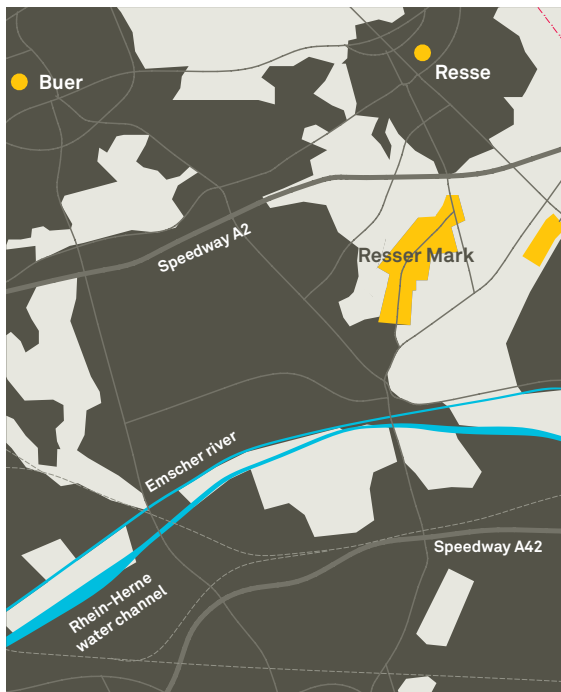 Buer
Resse
Speedway A2
Resser Mark
Emscher river
Speedway A42
Rhein-Herne
water channel